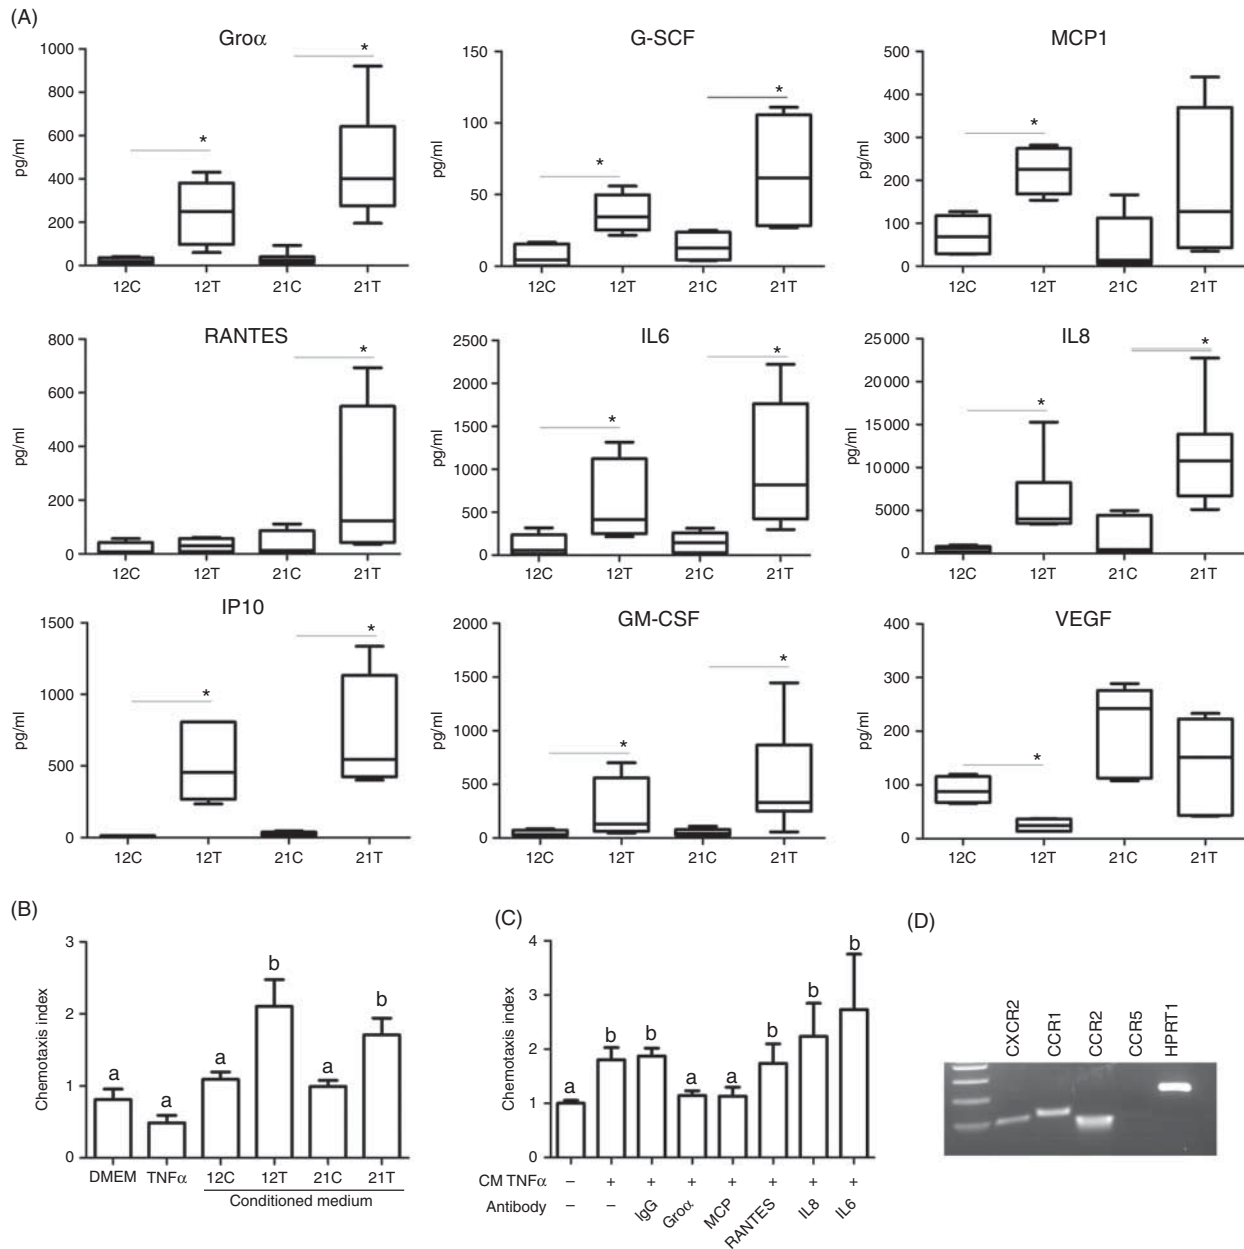 (A)
Groα
1000
800
600
400
200
0
pg/ml
*
*
12C 12T 21C 21T
G-SCF
150
100
50
0
pg/ml
*
*
12C 12T 21C 21T
MCP1
500
400
300
200
100
0
pg/ml
*
12C 12T 21C 21T
RANTES
800
600
400
200
0
pg/ml
*
12C 12T 21C 21T
IL6
2500
2000
1500
1000
500
0
pg/ml
*
*
12C 12T 21C 21T
IL8
25 000
20 000
15 000
10 000
5000
0
pg/ml
*
*
12C 12T 21C 21T
IP10
1500
1000
500
0
pg/ml
*
*
12C 12T 21C 21T
GM-CSF
2000
1500
1000
500
0
pg/ml
*
*
12C 12T 21C 21T
VEGF
400
300
200
100
0
pg/ml
*
12C 12T 21C 21T
(B)
3
2
1
0
Chemotaxis index
a a a b a b
DMEM TNFα 12C 12T 21C 21T
Conditioned medium
(C)
4
3
2
1
0
Chemotaxis index
a b b a a b b b
CM TNFα – + + + + + + +
Antibody – – IgG Groα MCP RANTES IL8 IL6
(D)
CXCR2
CCR1
CCR2
CCR5
HPRT1